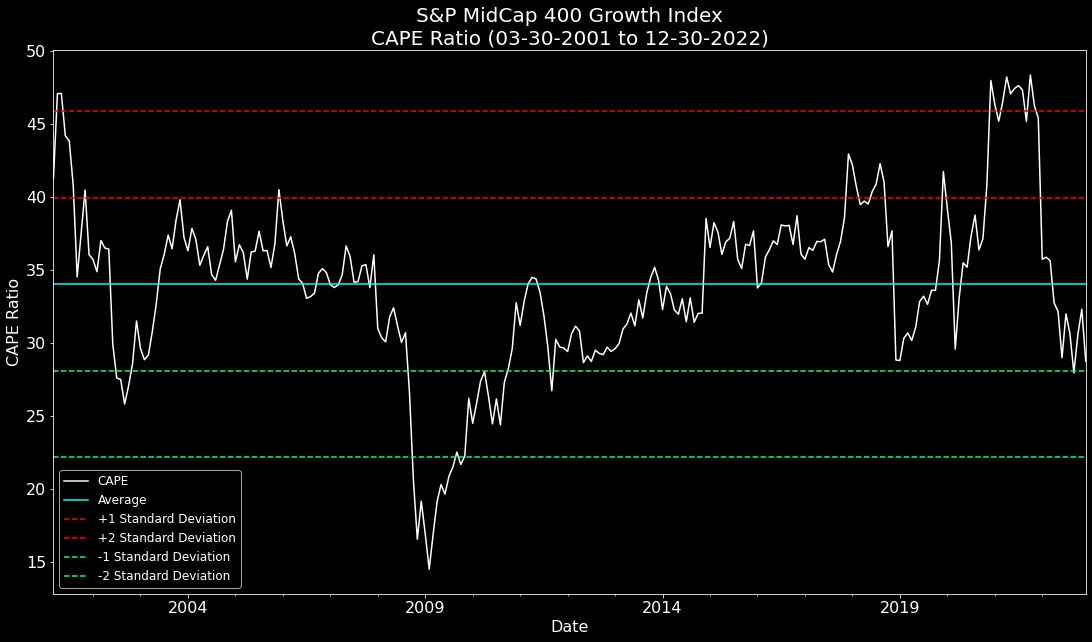 S&P MidCap 400 Growth Index
CAPE Ratio (03-30-2001 to 12-30-2022)
50
45
40
35
30
25
20
15
CAPE Ratio
CAPE
Average
+1 Standard Deviation
+2 Standard Deviation
-1 Standard Deviation
-2 Standard Deviation
2004
2009
2014
2019
Date